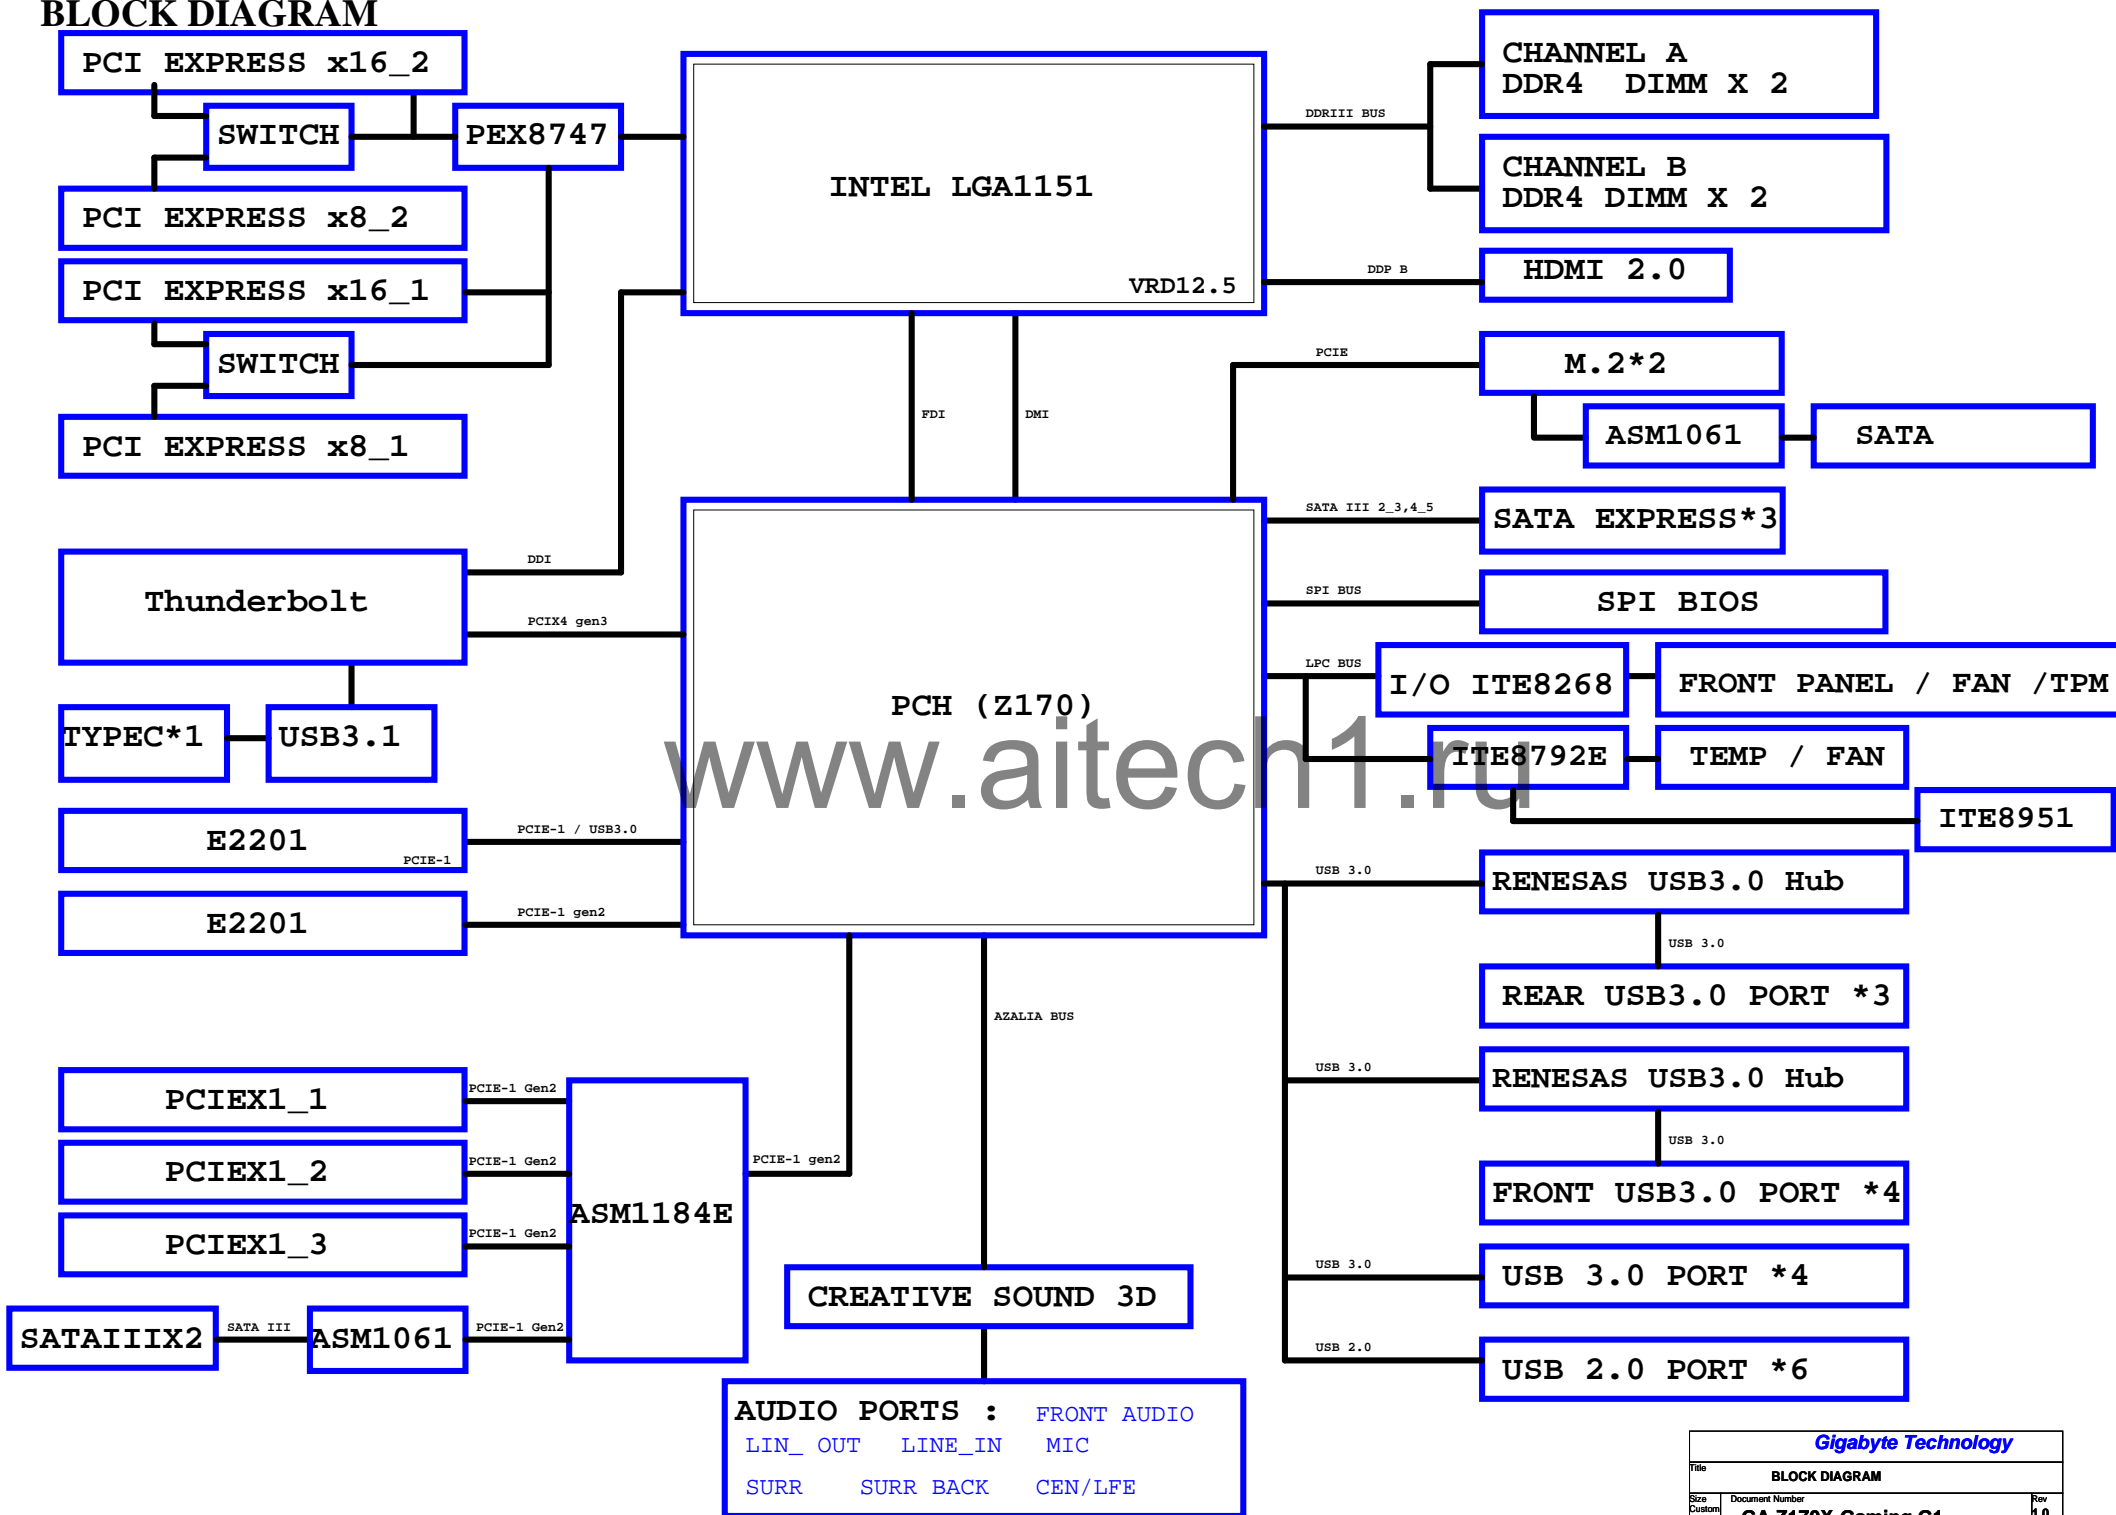 BLOCK DIAGRAM
PCI EXPRESS x16_2
SWITCH
PEX8747
PCI EXPRESS x8_2
PCI EXPRESS x16_1
SWITCH
PCI EXPRESS x8_1
INTEL LGA1151
VRD12.5
DDRIII BUS
CHANNEL A
DDR4 DIMM X 2
CHANNEL B
DDR4 DIMM X 2
DDP B
HDMI 2.0
FDI
DMI
PCIE
M.2*2
ASM1061
SATA
SATA III 2_3,4_5
SATA EXPRESS*3
SPI BUS
SPI BIOS
LPC BUS
I/O ITE8268
FRONT PANEL / FAN /TPM
ITE8792E
TEMP / FAN
ITE8951
Thunderbolt
DDI
PCIX4 gen3
TYPEC*1
USB3.1
PCH (Z170)
www.aitech1.ru
E2201
PCIE-1
PCIE-1 / USB3.0
E2201
PCIE-1 gen2
USB 3.0
RENESAS USB3.0 Hub
USB 3.0
REAR USB3.0 PORT *3
USB 3.0
RENESAS USB3.0 Hub
USB 3.0
FRONT USB3.0 PORT *4
USB 3.0
USB 3.0 PORT *4
USB 2.0
USB 2.0 PORT *6
AZALIA BUS
PCIEX1_1
PCIE-1 Gen2
PCIEX1_2
PCIE-1 Gen2
PCIEX1_3
PCIE-1 Gen2
ASM1184E
PCIE-1 gen2
SATAIIIX2
SATA III
ASM1061
PCIE-1 Gen2
CREATIVE SOUND 3D
AUDIO PORTS : FRONT AUDIO
LIN_ OUT LINE_IN MIC
SURR SURR BACK CEN/LFE
Gigabyte Technology
Title
BLOCK DIAGRAM
Size
Custom
Document Number
GA-Z170X-Gaming G1
Rev
1.0